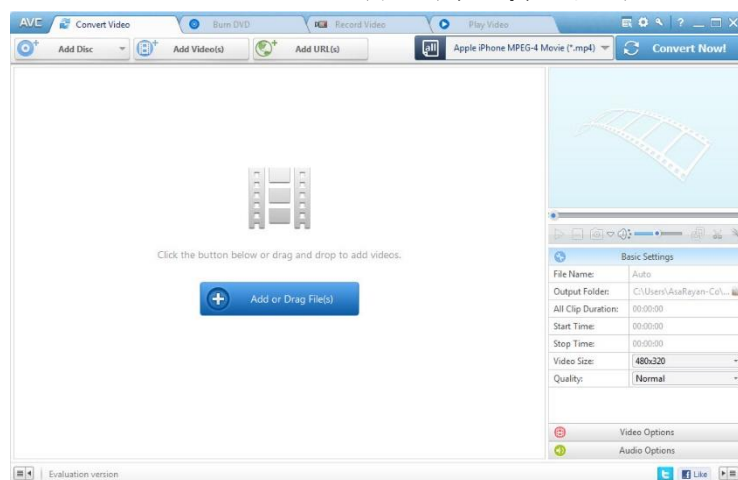 AVC Convert Video Burn DVD Record Video Play Video
Add Disc Add Video(s) Add URL(s) all Apple iPhone MPEG-4 Movie (*.mp4) Convert Now!
Click the button below or drag and drop to add videos.
Add or Drag File(s)
Basic Settings
File Name: Auto
Output Folder: C:\Users\AsaRayan-Co\...
All Clip Duration: 00:00:00
Start Time: 00:00:00
Stop Time: 00:00:00
Video Size: 480x320
Quality: Normal
Video Options
Audio Options
Evaluation version Like